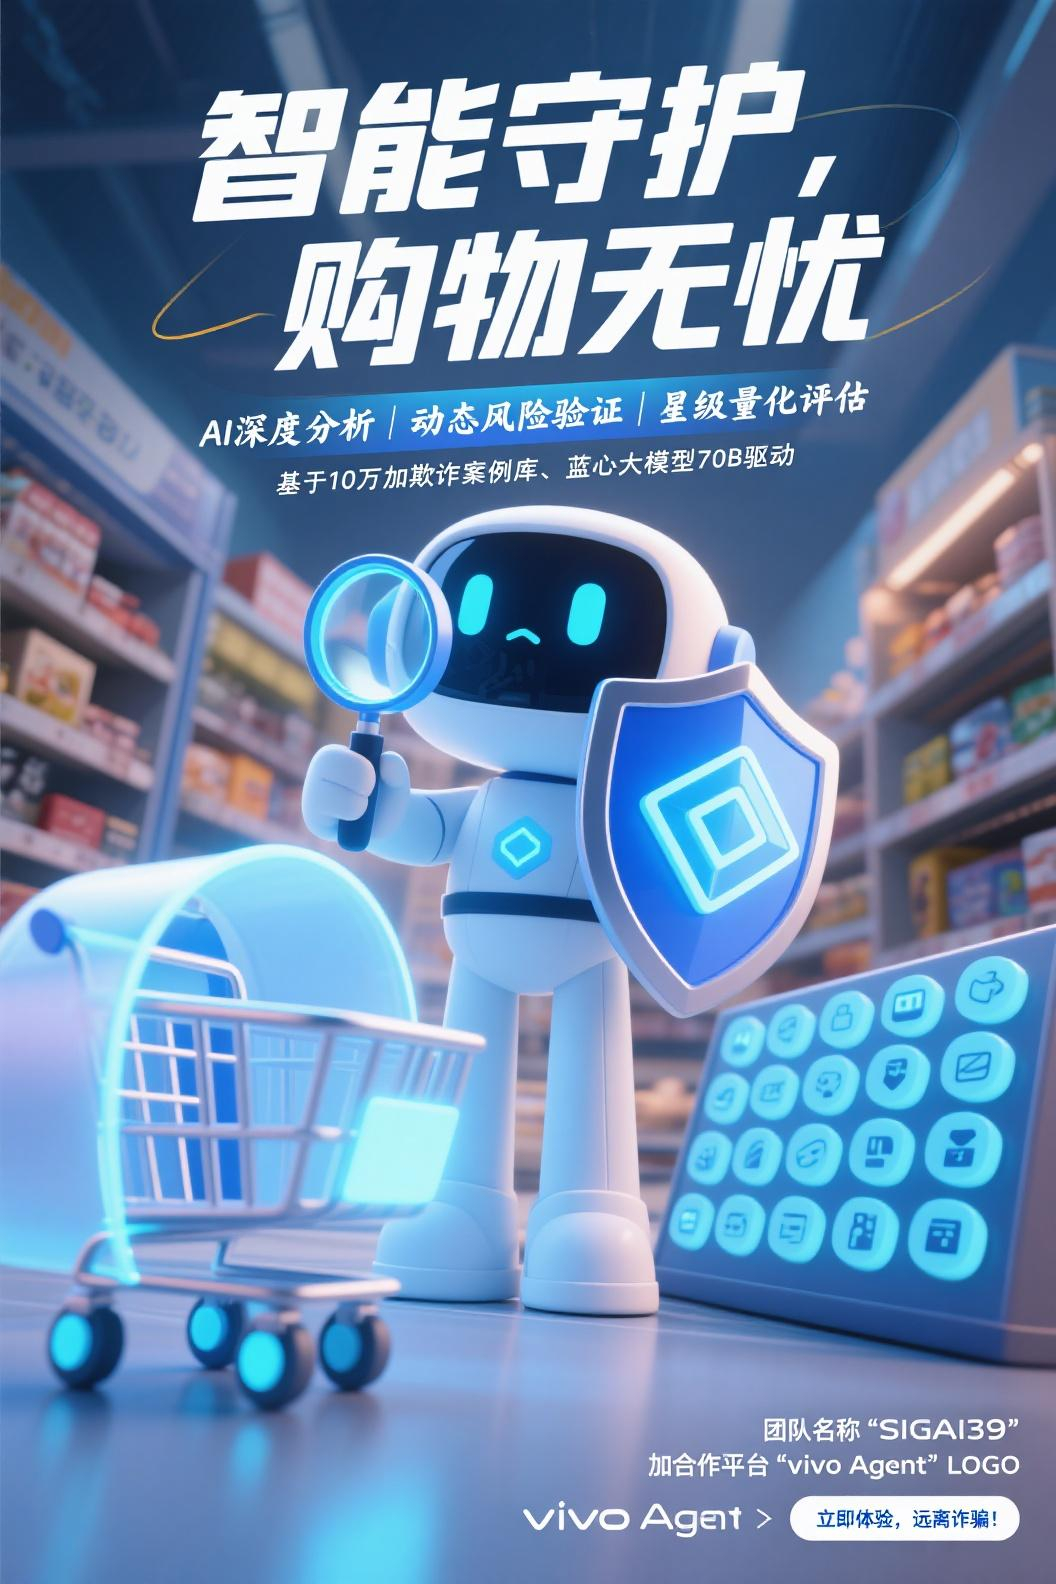 智能守护，
购物无忧
AI深度分析｜动态风险验证｜星级量化评估
基于10万加欺诈案例库、蓝心大模型70B驱动
团队名称“SIGAI39”
加合作平台“vivo Agent” LOGO
vivo Agent >
立即体验，远离诈骗！